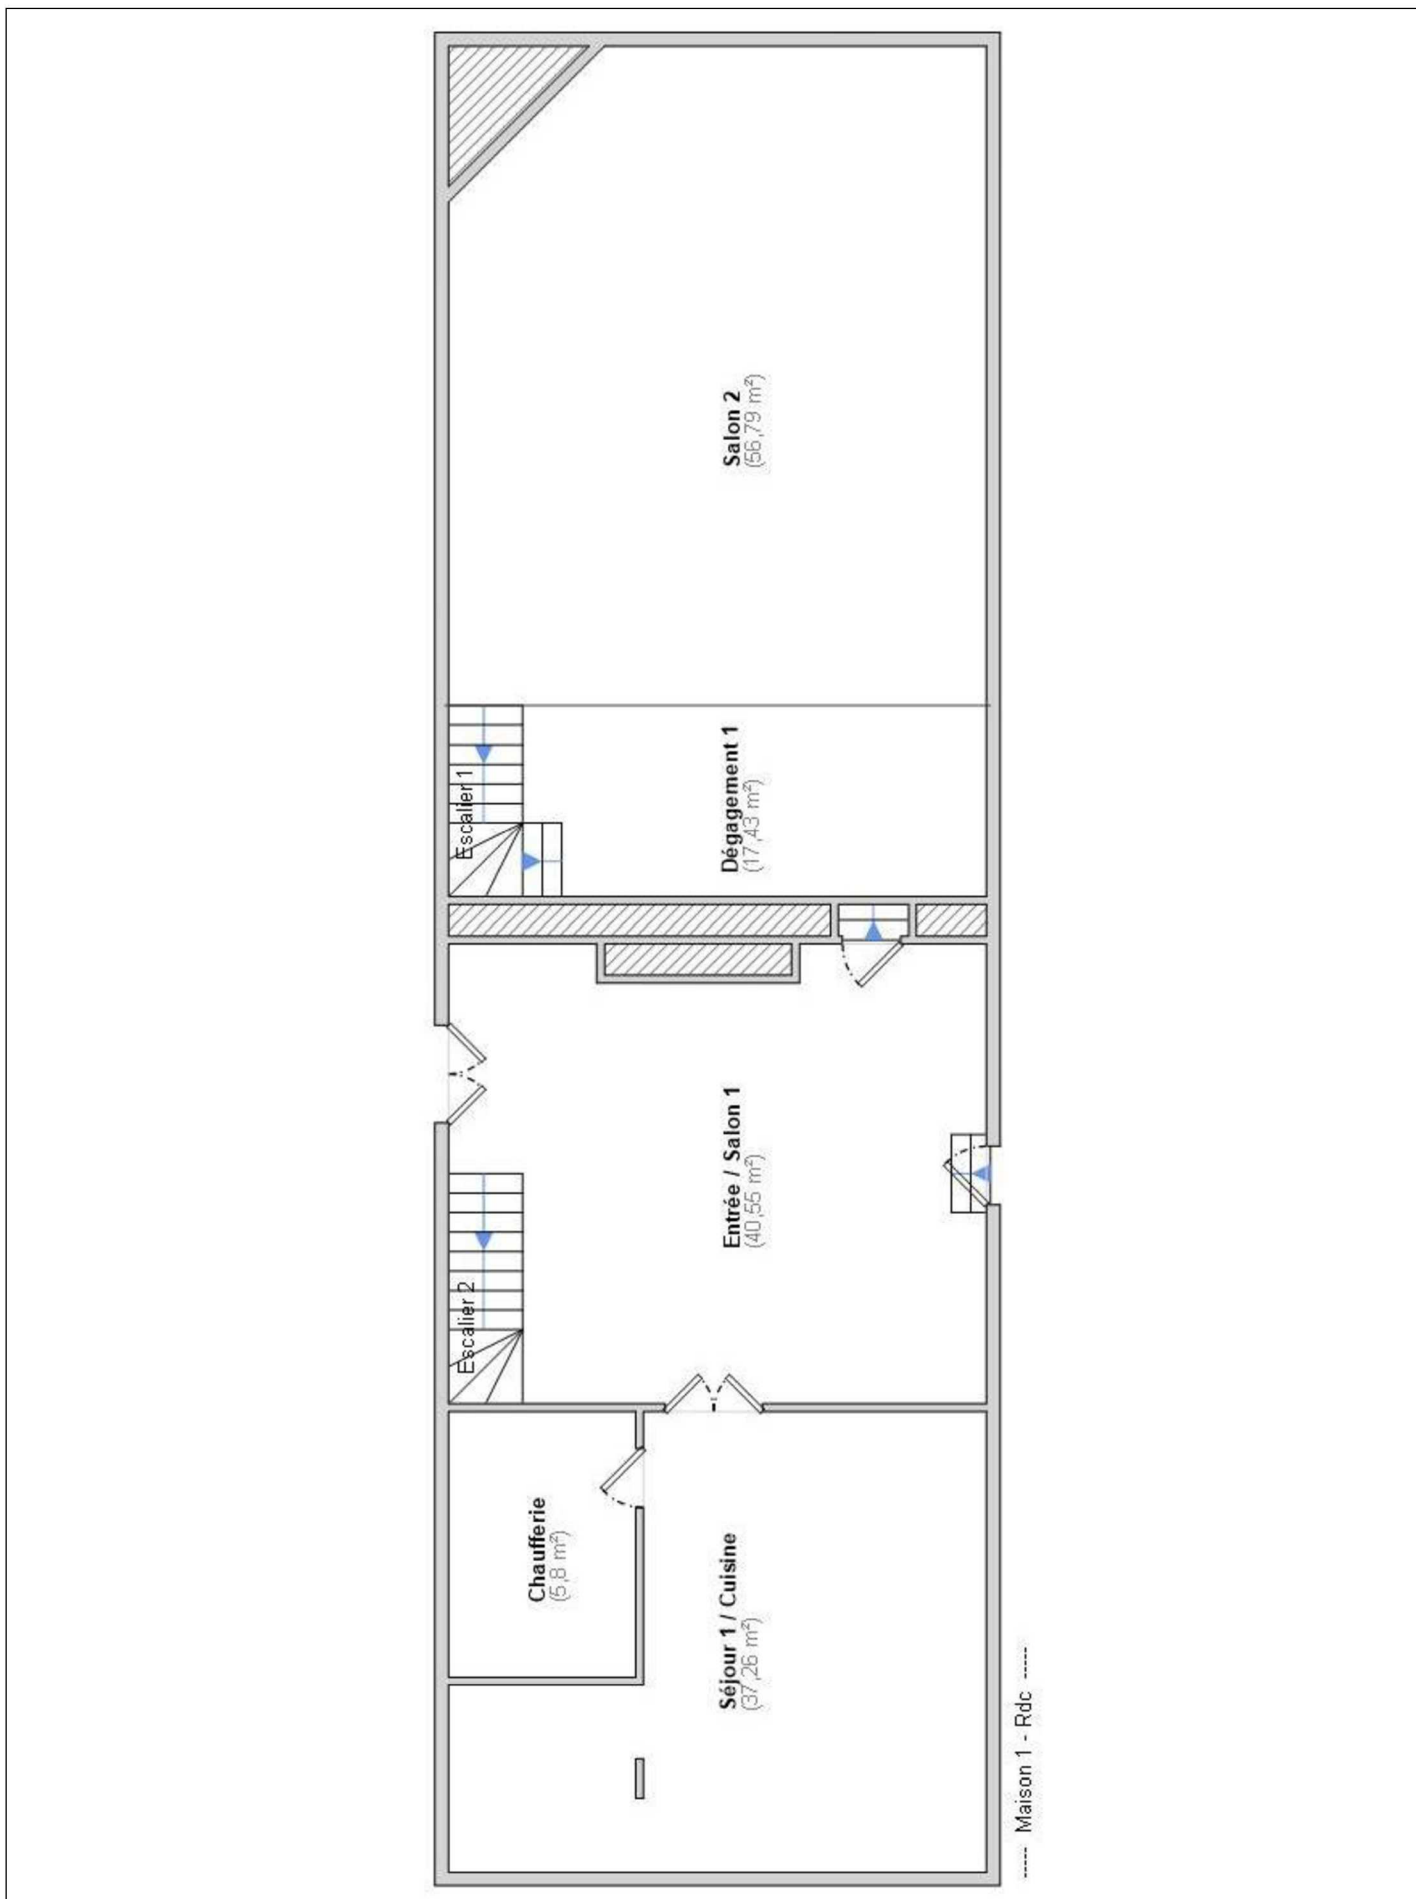 Salon 2
(56,79 m²)
Escalier 1
Dégagement 1
(17,43 m²)
Entrée / Salon 1
(40,55 m²)
Escalier 2
Chaufferie
(5,8 m²)
Séjour 1 / Cuisine
(37,26 m²)
----- Maison 1 - Rdc -----